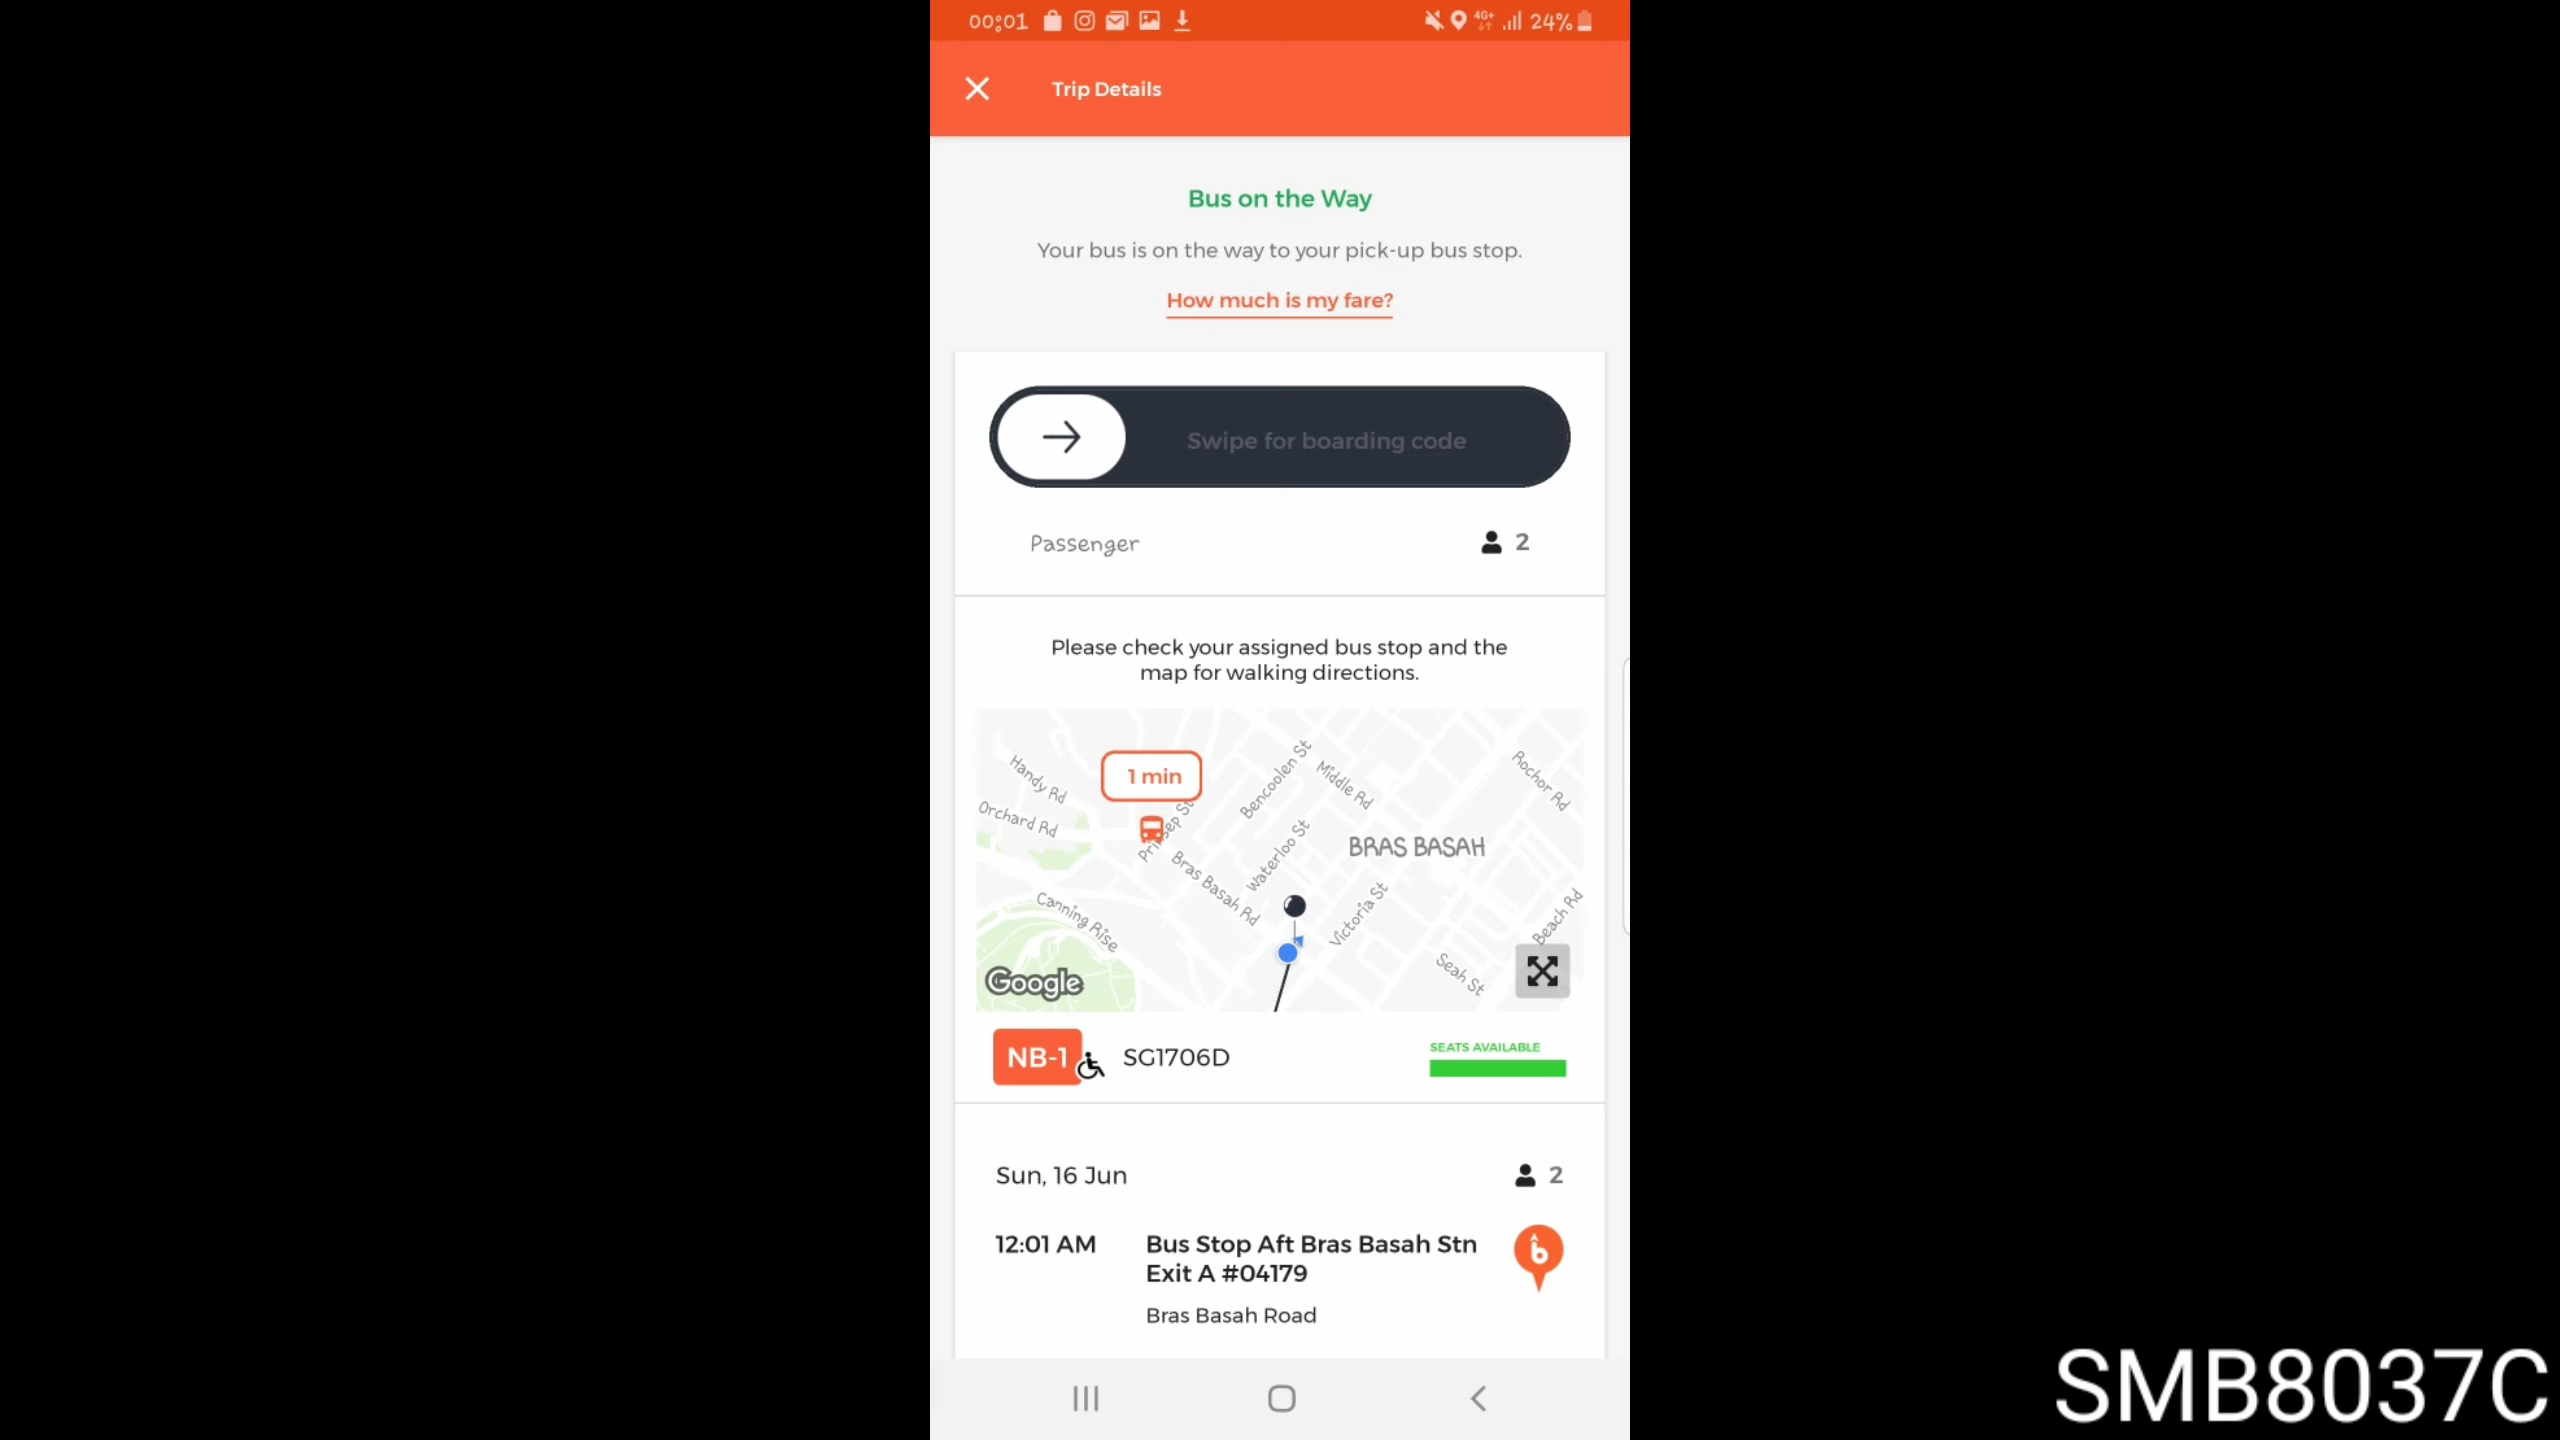 00:01
4G+
24%
Trip Details
Bus on the Way
Your bus is on the way to your pick-up bus stop.
How much is my fare?
Swipe for boarding code
Passenger
2
Please check your assigned bus stop and the
map for walking directions.
1 min
Handy Rd
Orchard Rd
Prinsep St
Bencoolen St
Middle Rd
Rochor Rd
Waterloo St
BRAS BASAH
Bras Basah Rd
Canning Rise
Victoria St
Beach Rd
Seah St
Google
NB-1
SG1706D
SEATS AVAILABLE
Sun, 16 Jun
2
12:01 AM
Bus Stop Aft Bras Basah Stn
Exit A #04179
Bras Basah Road
SMB8037C